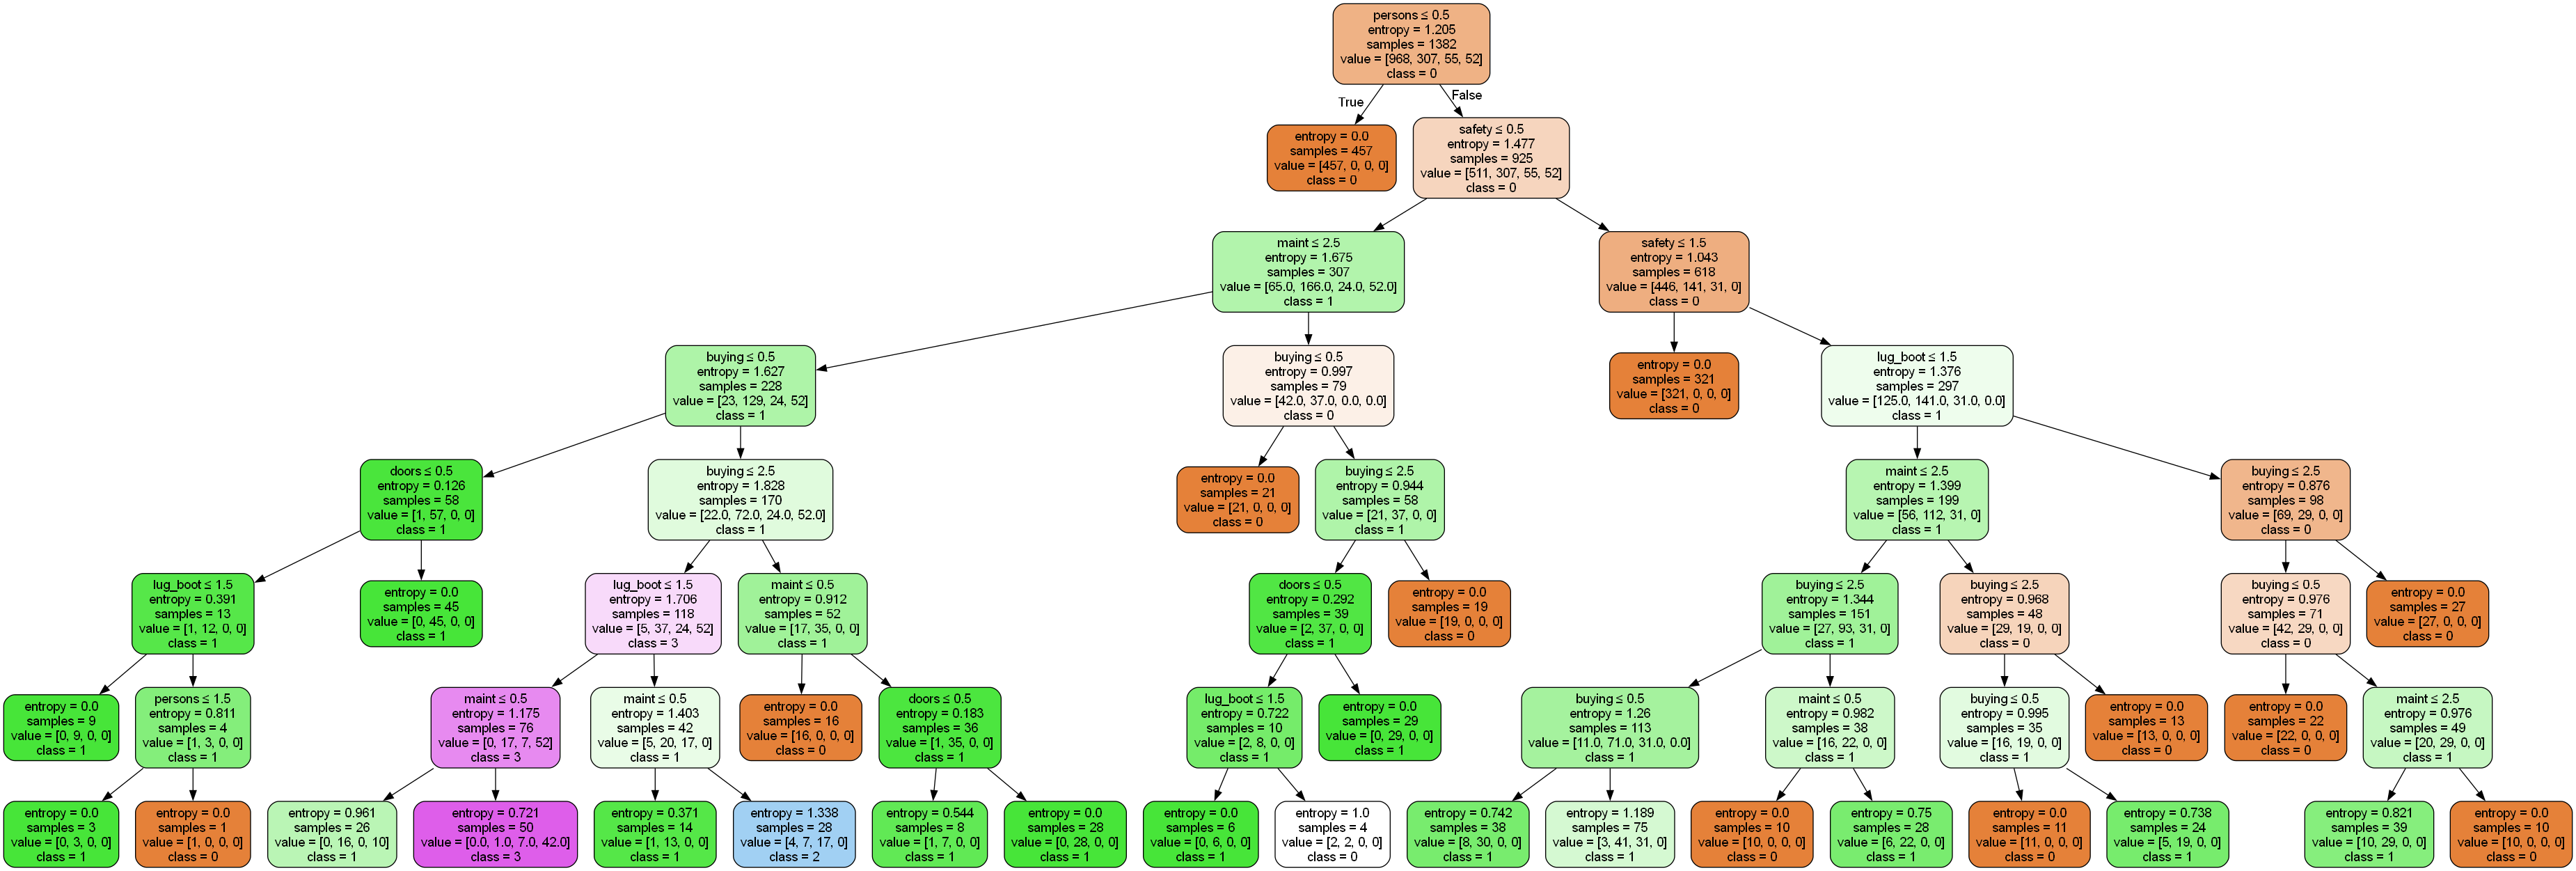 persons ≤ 0.5
entropy = 1.205
samples = 1382
value = [968, 307, 55, 52]
class = 0
True
False
entropy = 0.0
samples = 457
value = [457, 0, 0, 0]
class = 0
safety ≤ 0.5
entropy = 1.477
samples = 925
value = [511, 307, 55, 52]
class = 0
maint ≤ 2.5
entropy = 1.675
samples = 307
value = [65.0, 166.0, 24.0, 52.0]
class = 1
safety ≤ 1.5
entropy = 1.043
samples = 618
value = [446, 141, 31, 0]
class = 0
buying ≤ 0.5
entropy = 1.627
samples = 228
value = [23, 129, 24, 52]
class = 1
buying ≤ 0.5
entropy = 0.997
samples = 79
value = [42.0, 37.0, 0.0, 0.0]
class = 0
entropy = 0.0
samples = 321
value = [321, 0, 0, 0]
class = 0
lug_boot ≤ 1.5
entropy = 1.376
samples = 297
value = [125.0, 141.0, 31.0, 0.0]
class = 1
doors ≤ 0.5
entropy = 0.126
samples = 58
value = [1, 57, 0, 0]
class = 1
buying ≤ 2.5
entropy = 1.828
samples = 170
value = [22.0, 72.0, 24.0, 52.0]
class = 1
entropy = 0.0
samples = 21
value = [21, 0, 0, 0]
class = 0
buying ≤ 2.5
entropy = 0.944
samples = 58
value = [21, 37, 0, 0]
class = 1
maint ≤ 2.5
entropy = 1.399
samples = 199
value = [56, 112, 31, 0]
class = 1
buying ≤ 2.5
entropy = 0.876
samples = 98
value = [69, 29, 0, 0]
class = 0
lug_boot ≤ 1.5
entropy = 0.391
samples = 13
value = [1, 12, 0, 0]
class = 1
entropy = 0.0
samples = 45
value = [0, 45, 0, 0]
class = 1
lug_boot ≤ 1.5
entropy = 1.706
samples = 118
value = [5, 37, 24, 52]
class = 3
maint ≤ 0.5
entropy = 0.912
samples = 52
value = [17, 35, 0, 0]
class = 1
doors ≤ 0.5
entropy = 0.292
samples = 39
value = [2, 37, 0, 0]
class = 1
entropy = 0.0
samples = 19
value = [19, 0, 0, 0]
class = 0
buying ≤ 2.5
entropy = 1.344
samples = 151
value = [27, 93, 31, 0]
class = 1
buying ≤ 2.5
entropy = 0.968
samples = 48
value = [29, 19, 0, 0]
class = 0
buying ≤ 0.5
entropy = 0.976
samples = 71
value = [42, 29, 0, 0]
class = 0
entropy = 0.0
samples = 27
value = [27, 0, 0, 0]
class = 0
entropy = 0.0
samples = 9
value = [0, 9, 0, 0]
class = 1
persons ≤ 1.5
entropy = 0.811
samples = 4
value = [1, 3, 0, 0]
class = 1
maint ≤ 0.5
entropy = 1.175
samples = 76
value = [0, 17, 7, 52]
class = 3
maint ≤ 0.5
entropy = 1.403
samples = 42
value = [5, 20, 17, 0]
class = 1
entropy = 0.0
samples = 16
value = [16, 0, 0, 0]
class = 0
doors ≤ 0.5
entropy = 0.183
samples = 36
value = [1, 35, 0, 0]
class = 1
lug_boot ≤ 1.5
entropy = 0.722
samples = 10
value = [2, 8, 0, 0]
class = 1
entropy = 0.0
samples = 29
value = [0, 29, 0, 0]
class = 1
buying ≤ 0.5
entropy = 1.26
samples = 113
value = [11.0, 71.0, 31.0, 0.0]
class = 1
maint ≤ 0.5
entropy = 0.982
samples = 38
value = [16, 22, 0, 0]
class = 1
buying ≤ 0.5
entropy = 0.995
samples = 35
value = [16, 19, 0, 0]
class = 1
entropy = 0.0
samples = 13
value = [13, 0, 0, 0]
class = 0
entropy = 0.0
samples = 22
value = [22, 0, 0, 0]
class = 0
maint ≤ 2.5
entropy = 0.976
samples = 49
value = [20, 29, 0, 0]
class = 1
entropy = 0.0
samples = 3
value = [0, 3, 0, 0]
class = 1
entropy = 0.0
samples = 1
value = [1, 0, 0, 0]
class = 0
entropy = 0.961
samples = 26
value = [0, 16, 0, 10]
class = 1
entropy = 0.721
samples = 50
value = [0.0, 1.0, 7.0, 42.0]
class = 3
entropy = 0.371
samples = 14
value = [1, 13, 0, 0]
class = 1
entropy = 1.338
samples = 28
value = [4, 7, 17, 0]
class = 2
entropy = 0.544
samples = 8
value = [1, 7, 0, 0]
class = 1
entropy = 0.0
samples = 28
value = [0, 28, 0, 0]
class = 1
entropy = 0.0
samples = 6
value = [0, 6, 0, 0]
class = 1
entropy = 1.0
samples = 4
value = [2, 2, 0, 0]
class = 0
entropy = 0.742
samples = 38
value = [8, 30, 0, 0]
class = 1
entropy = 1.189
samples = 75
value = [3, 41, 31, 0]
class = 1
entropy = 0.0
samples = 10
value = [10, 0, 0, 0]
class = 0
entropy = 0.75
samples = 28
value = [6, 22, 0, 0]
class = 1
entropy = 0.0
samples = 11
value = [11, 0, 0, 0]
class = 0
entropy = 0.738
samples = 24
value = [5, 19, 0, 0]
class = 1
entropy = 0.821
samples = 39
value = [10, 29, 0, 0]
class = 1
entropy = 0.0
samples = 10
value = [10, 0, 0, 0]
class = 0